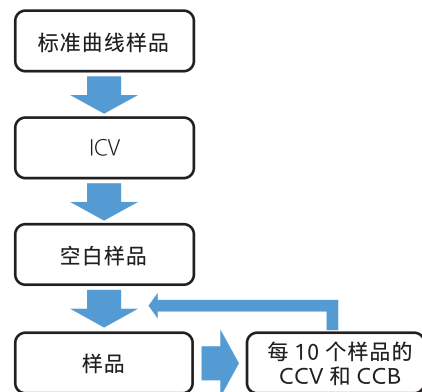 标准曲线样品
ICV
空白样品
样品
每 10 个样品的
CCV 和 CCB